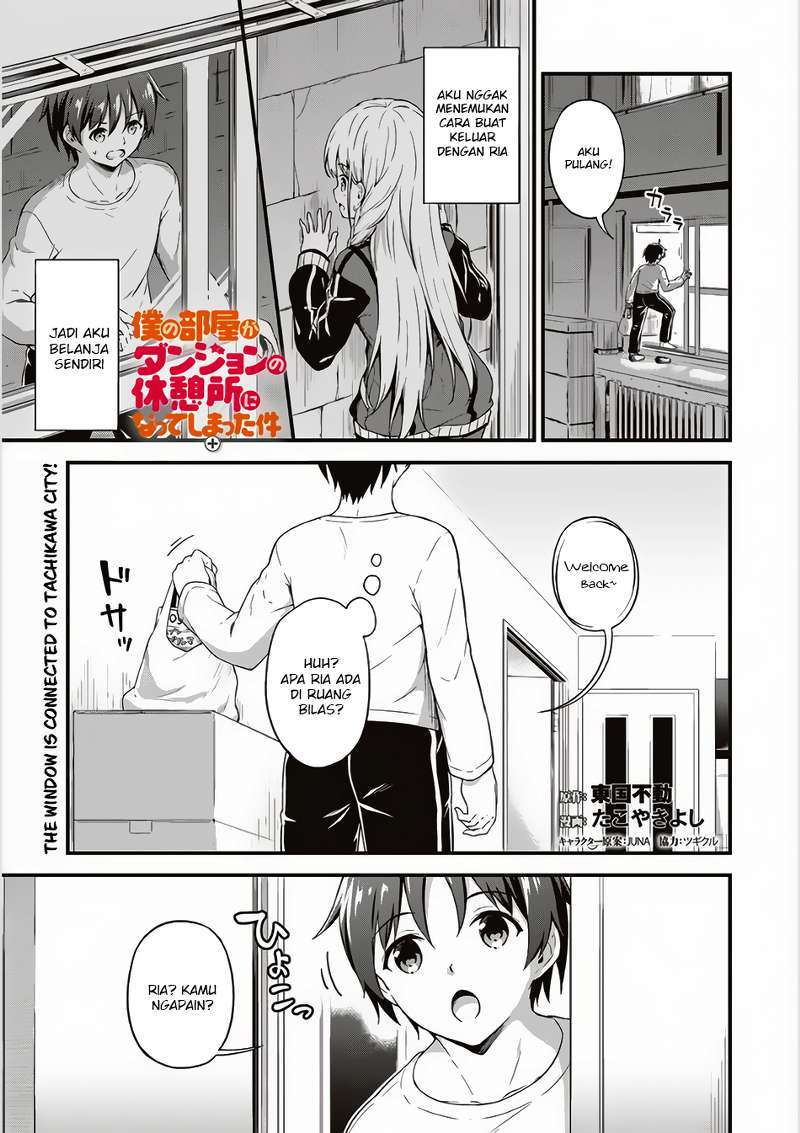 AKU
PULANG!
カララ
AKU NGGAK
MENEMUKAN
CARA BUAT
KELUAR
DENGAN RIA
JADI AKU
BELANJA
SENDIRI
僕の部屋が
ダンジョンの
休憩所に
なってしまった件
+
THE WINDOW IS CONNECTED TO TACHIKAWA CITY!
Welcome
Back~
ドサッ
HUH?
APA RIA ADA
DI RUANG
BILAS?
原作:東国不動
漫画:たこやきよし
キャラクター原案:JUNA 協力:ツギクル
ひょこっ
RIA? KAMU
NGAPAIN?